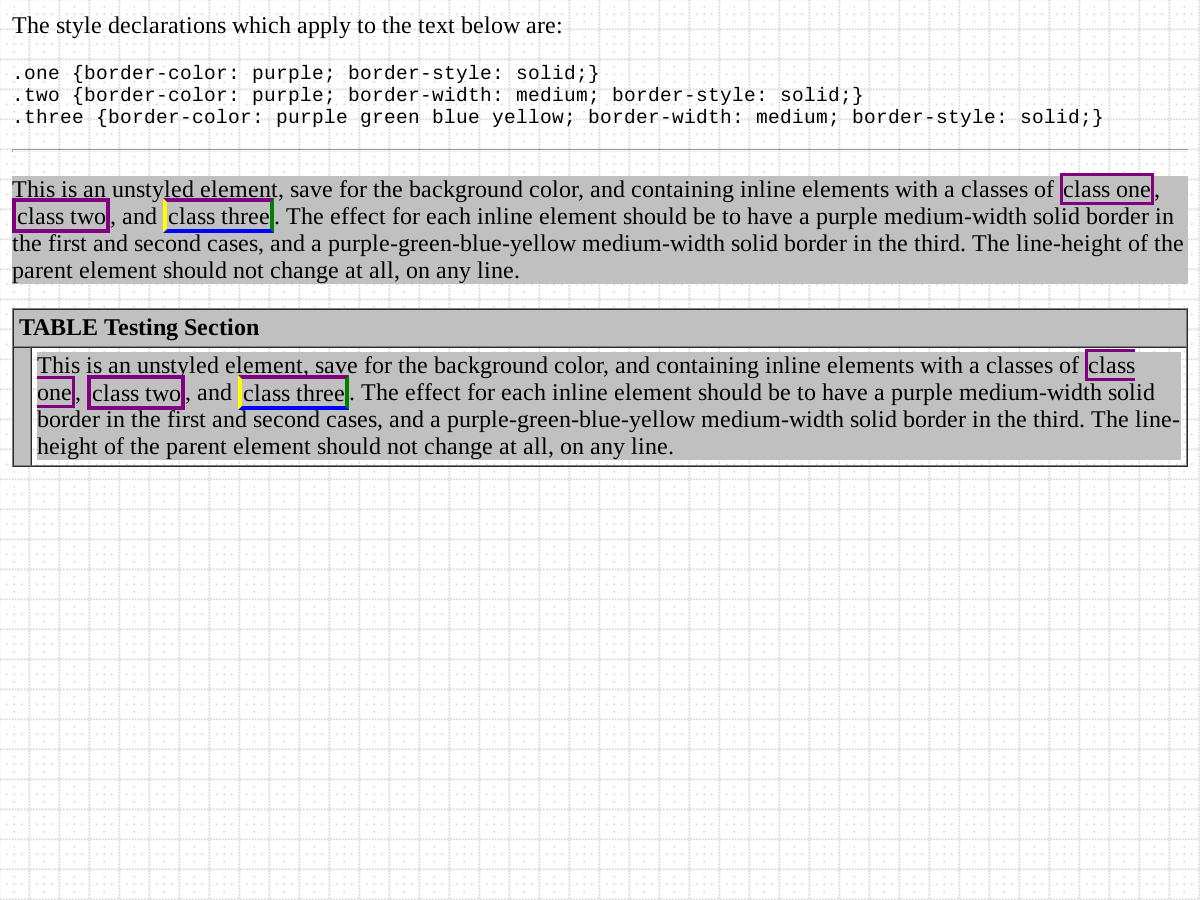 The style declarations which apply to the text below are:
.one {border-color: purple; border-style: solid;}
.two {border-color: purple; border-width: medium; border-style: solid;}
.three {border-color: purple green blue yellow; border-width: medium; border-style: solid;}
This is an unstyled element, save for the background color, and containing inline elements with a classes of class one,
class two, and class three. The effect for each inline element should be to have a purple medium-width solid border in
the first and second cases, and a purple-green-blue-yellow medium-width solid border in the third. The line-height of the
parent element should not change at all, on any line.
TABLE Testing Section
This is an unstyled element, save for the background color, and containing inline elements with a classes of class
one, class two, and class three. The effect for each inline element should be to have a purple medium-width solid
border in the first and second cases, and a purple-green-blue-yellow medium-width solid border in the third. The line-
height of the parent element should not change at all, on any line.